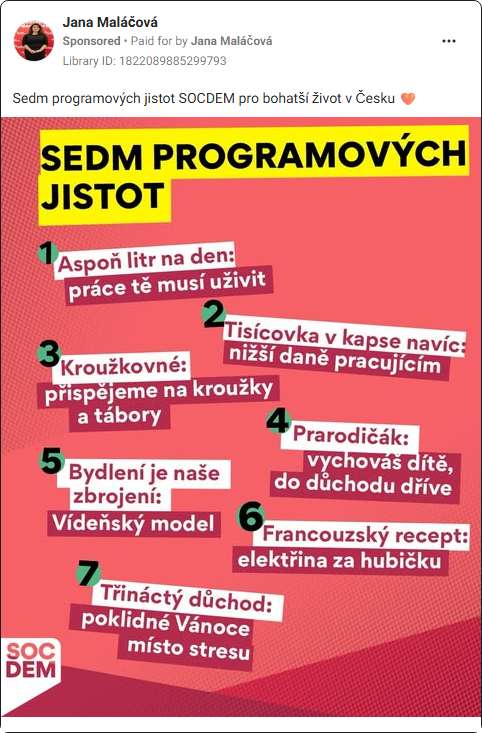 Jana Maláčová
Sponsored • Paid for by Jana Maláčová
Library ID: 1822089885299793
Sedm programových jistot SOCDEM pro bohatší život v Česku ❤️
SEDM PROGRAMOVÝCH
JISTOT
1
Aspoň litr na den:
práce tě musí uživit
2
Tisícovka v kapse navíc:
nižší daně pracujícím
3
Kroužkovné:
přispějeme na kroužky
a tábory
4
Prarodičák:
vychováš dítě,
do důchodu dříve
5
Bydlení je naše
zbrojení:
Vídeňský model
6
Francouzský recept:
elektřina za hubičku
7
Třináctý důchod:
poklidné Vánoce
místo stresu
SOC
DEM